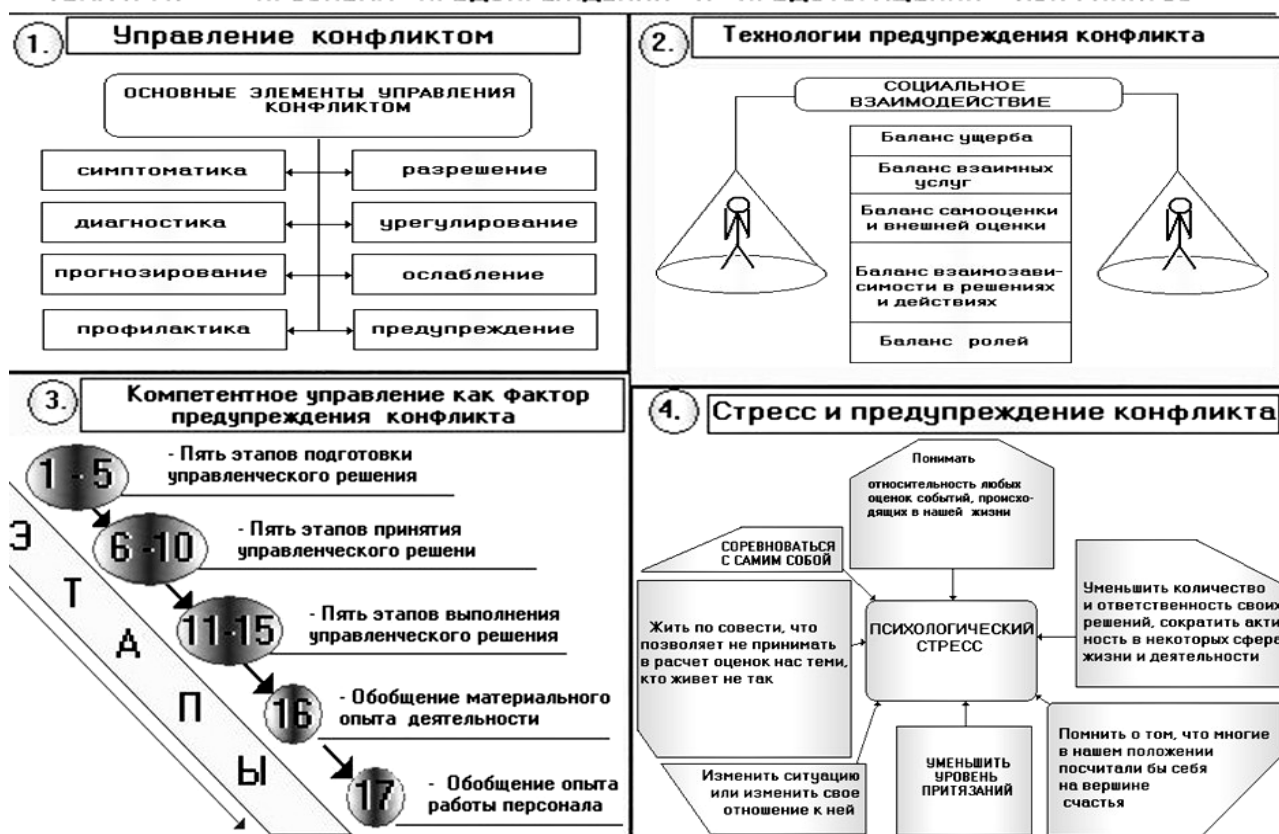 1.
Управление конфликтом
ОСНОВНЫЕ ЭЛЕМЕНТЫ УПРАВЛЕНИЯ
КОНФЛИКТОМ
симптоматика
разрешение
диагностика
урегулирование
прогнозирование
ослабление
профилактика
предупреждение
2.
Технологии предупреждения конфликта
СОЦИАЛЬНОЕ
ВЗАИМОДЕЙСТВИЕ
Баланс ущерба
Баланс взаимных
услуг
Баланс самооценки
и внешней оценки
Баланс взаимозави-
симости в решениях
и действиях
Баланс ролей
3.
Компетентное управление как фактор
предупреждения конфликта
ЭТАПЫ
1 - 5
- Пять этапов подготовки
управленческого решения
6 -10
- Пять этапов принятия
управленческого решени
11-15
- Пять этапов выполнения
управленческого решения
16
- Обобщение материального
опыта деятельности
17
- Обобщение опыта
работы персонала
4.
Стресс и предупреждение конфликта
Понимать
относительность любых
оценок событий, происхо-
дящих в нашей жизни
СОРЕВНОВАТЬСЯ
С САМИМ СОБОЙ
Жить по совести, что
позволяет не принимать
в расчет оценок нас теми,
кто живет не так
ПСИХОЛОГИЧЕСКИЙ
СТРЕСС
Уменьшить количество
и ответственность своих
решений, сократить акти
ность в некоторых сфера
жизни и деятельности
Изменить ситуацию
или изменить свое
отношение к ней
УМЕНЬШИТЬ
УРОВЕНЬ
ПРИТЯЗАНИЙ
Помнить о том, что многие
в нашем положении
посчитали бы себя
на вершине
счастья